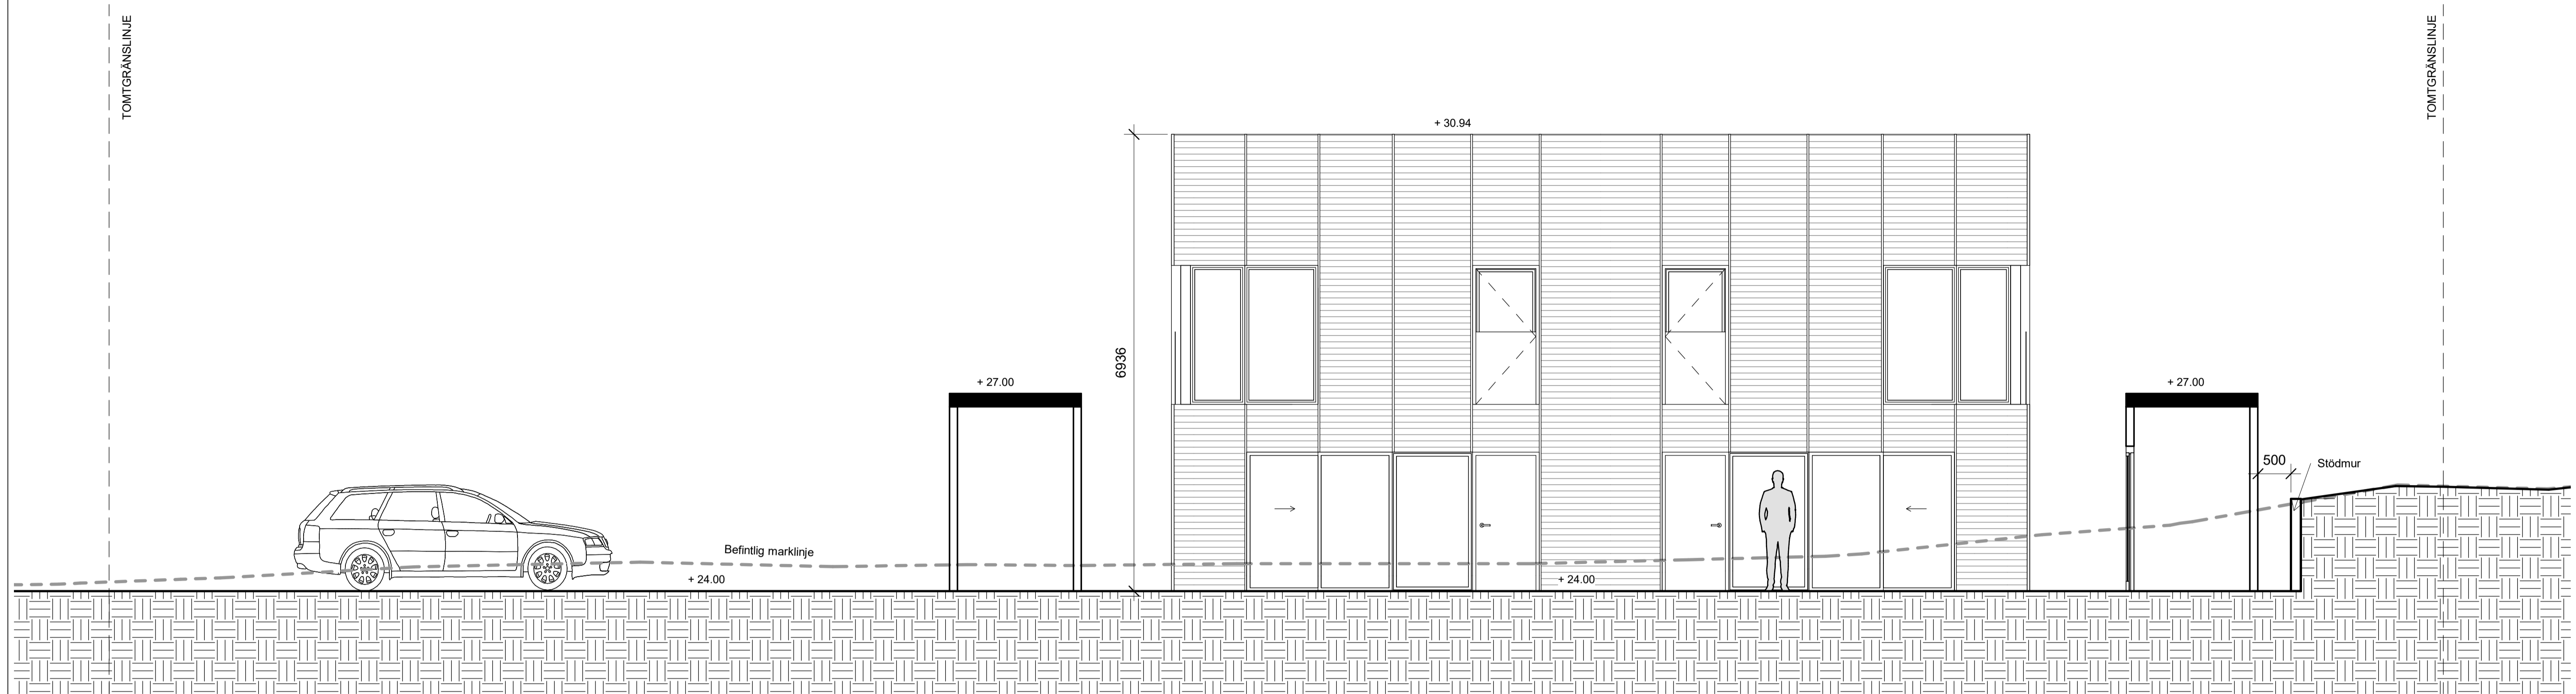 TOMTGRÄNSLINJE
TOMTGRÄNSLINJE
+ 30.94
6936
+ 27.00
+ 27.00
500
Stödmur
Befintlig marklinje
+ 24.00
+ 24.00